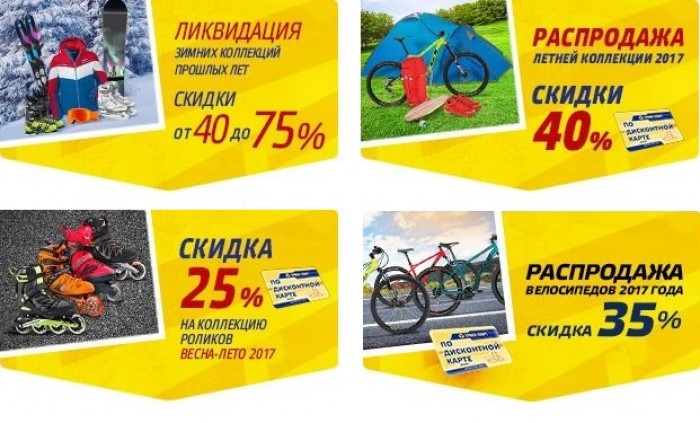 ЛИКВИДАЦИЯ
ЗИМНИХ КОЛЛЕКЦИЙ
ПРОШЛЫХ ЛЕТ
СКИДКИ
от 40 до 75%
РАСПРОДАЖА
ЛЕТНЕЙ КОЛЛЕКЦИИ 2017
СКИДКИ
40%
ПО
ДИСКОНТНОЙ
КАРТЕ
СКИДКА
25%
ПО
ДИСКОНТНОЙ
КАРТЕ
НА КОЛЛЕКЦИЮ
РОЛИКОВ
ВЕСНА-ЛЕТО 2017
РАСПРОДАЖА
ВЕЛОСИПЕДОВ 2017 ГОДА
СКИДКА 35%
ПО
ДИСКОНТНОЙ
КАРТЕ